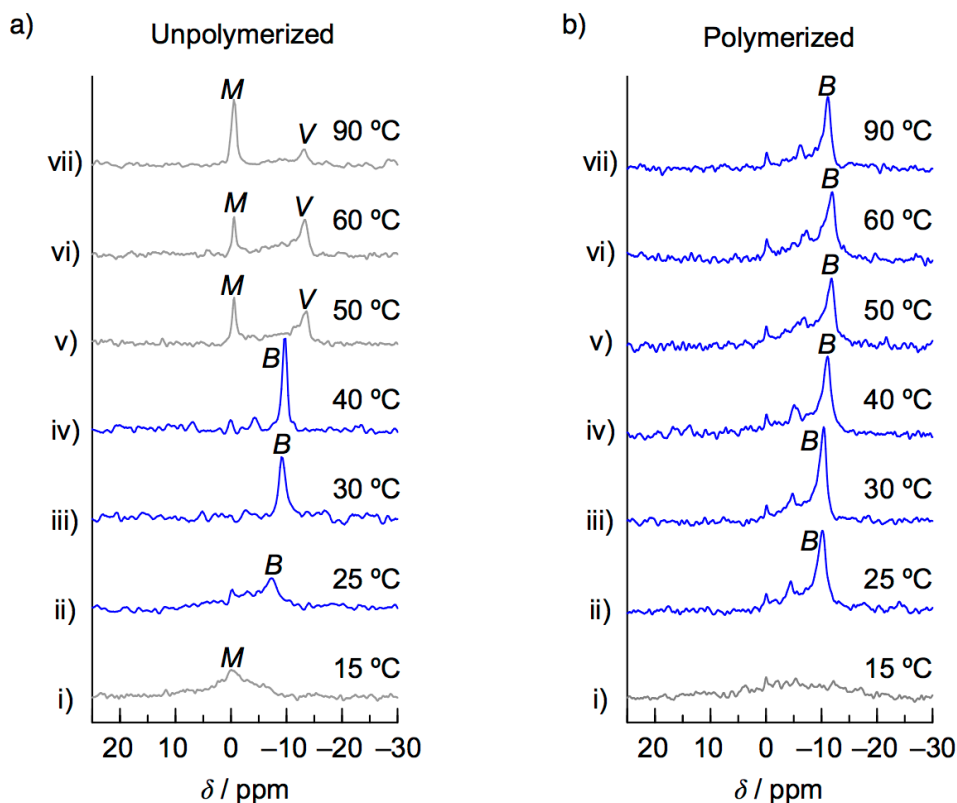 a)
Unpolymerized
M
V
90 ºC
vii)
M
V
60 ºC
vi)
M
V
50 ºC
v)
B
40 ºC
iv)
B
30 ºC
iii)
B
25 ºC
ii)
M
15 ºC
i)
20 10 0 –10 –20 –30
δ / ppm
b)
Polymerized
B
90 ºC
vii)
B
60 ºC
vi)
B
50 ºC
v)
B
40 ºC
iv)
B
30 ºC
iii)
B
25 ºC
ii)
15 ºC
i)
20 10 0 –10 –20 –30
δ / ppm